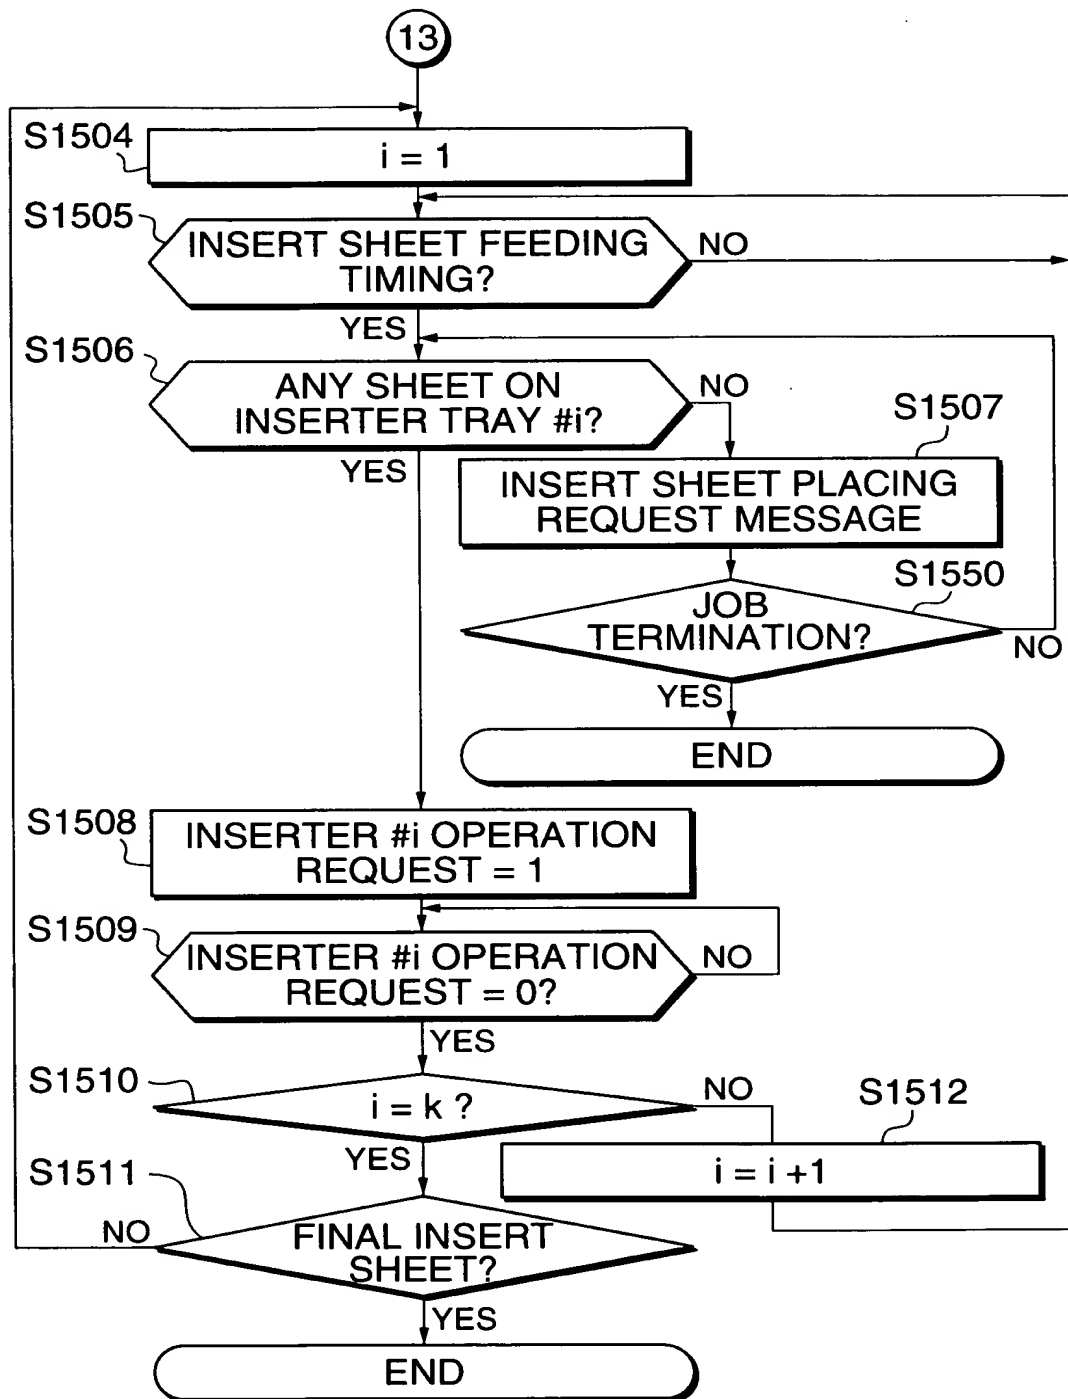 13
S1504
i = 1
S1505
INSERT SHEET FEEDING
TIMING?
NO
YES
S1506
ANY SHEET ON
INSERTER TRAY #i?
NO
YES
S1507
INSERT SHEET PLACING
REQUEST MESSAGE
S1550
JOB
TERMINATION?
NO
YES
END
S1508
INSERTER #i OPERATION
REQUEST = 1
S1509
INSERTER #i OPERATION
REQUEST = 0?
NO
YES
S1510
i = k ?
NO
YES
S1512
i = i +1
S1511
FINAL INSERT
SHEET?
NO
YES
END